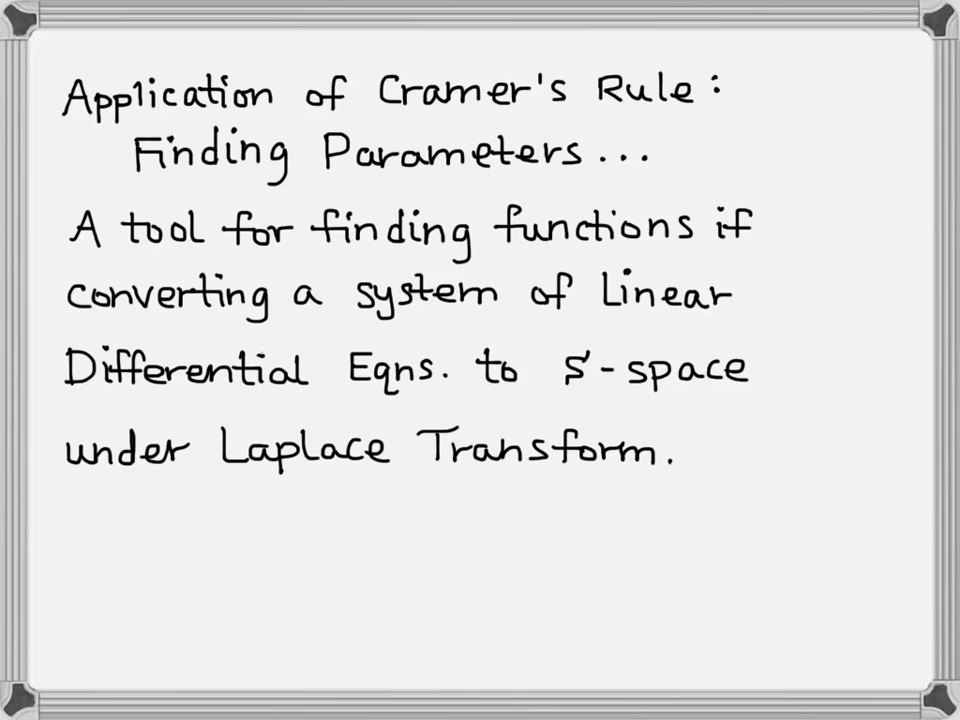 Application of Cramer's Rule:
Finding Parameters...
A tool for finding functions if
converting a system of Linear
Differential Eqns. to s-space
under Laplace Transform.